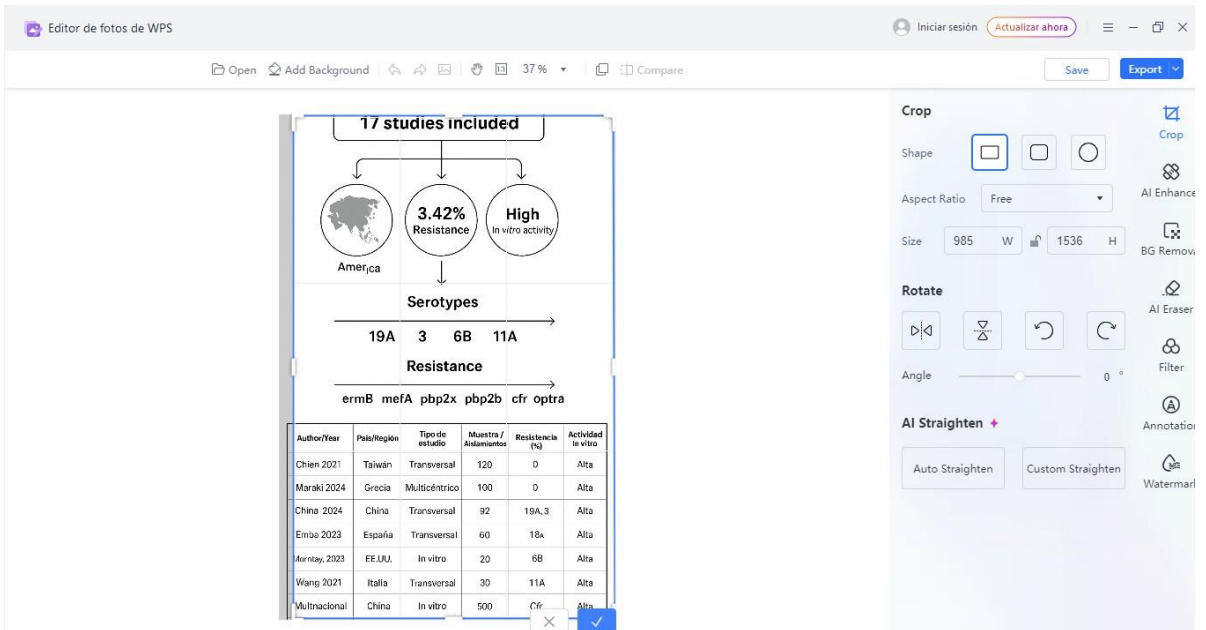 Editor de fotos de WPS
Iniciar sesión
Actualizar ahora
Open
Add Background
1:1
37 %
Compare
Save
Export
17 studies included
3.42%
Resistance
High
In vitro activity
America
Serotypes
19A 3 6B 11A
Resistance
ermB mefA pbp2x pbp2b cfr optra
Author/Year País/Región Tipo de estudio Muestra / Aislamientos Resistencia (%) Actividad In vitro
Chien 2021 Taiwán Transversal 120 0 Alta
Maraki 2024 Grecia Multicéntrico 100 0 Alta
China 2024 China Transversal 92 19A, 3 Alta
Emba 2023 España Transversal 60 18A Alta
Morntay, 2023 EE.UU. In vitro 20 6B Alta
Wang 2021 Italia Transversal 30 11A Alta
Multnacional China In vitro 500 Cfr Alta
Crop
Shape
Aspect Ratio Free
Size 985 W 1536 H
Rotate
Angle 0 °
AI Straighten
Auto Straighten
Custom Straighten
Crop
AI Enhance
BG Remova
AI Eraser
Filter
Annotation
Watermark